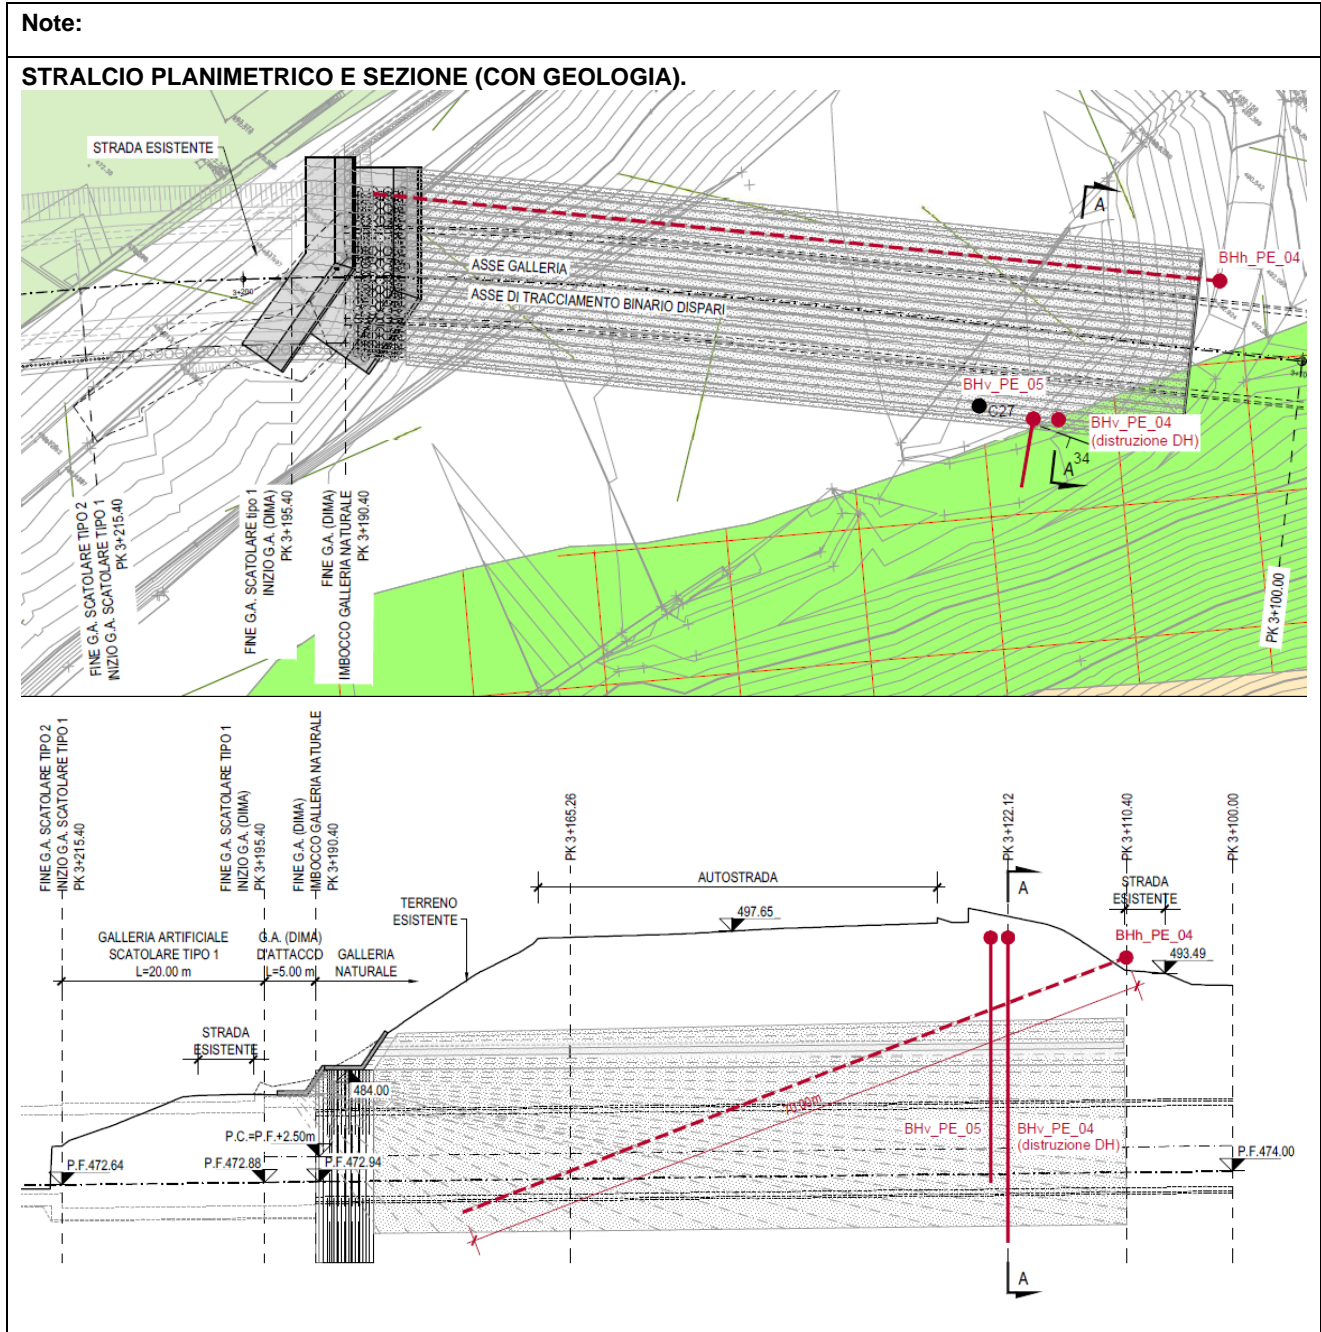 Note:
STRALCIO PLANIMETRICO E SEZIONE (CON GEOLOGIA).
STRADA ESISTENTE
A
BHh_PE_04
ASSE GALLERIA
ASSE DI TRACCIAMENTO BINARIO DISPARI
3+200
BHv_PE_05
C27
BHv_PE_04
(distruzione DH)
34
A
FINE G.A. SCATOLARE TIPO 2
INIZIO G.A. SCATOLARE TIPO 1
PK 3+215.40
FINE G.A. SCATOLARE tipo 1
INIZIO G.A. (DIMA)
PK 3+195.40
FINE G.A. (DIMA)
IMBOCCO GALLERIA NATURALE
PK 3+190.40
PK 3+100.00
FINE G.A. SCATOLARE TIPO 2
INIZIO G.A. SCATOLARE TIPO 1
PK 3+215.40
FINE G.A. SCATOLARE TIPO 1
INIZIO G.A. (DIMA)
PK 3+195.40
FINE G.A. (DIMA)
IMBOCCO GALLERIA NATURALE
PK 3+190.40
PK 3+165.26
PK 3+122.12
PK 3+110.40
PK 3+100.00
AUTOSTRADA
A
STRADA
ESISTENTE
TERRENO
ESISTENTE
497.65
BHh_PE_04
493.49
GALLERIA ARTIFICIALE
SCATOLARE TIPO 1
L=20.00 m
G.A. (DIMA)
D'ATTACCO
L=5.00 m
GALLERIA
NATURALE
STRADA
ESISTENTE
484.00
70.00m
P.C.=P.F.+2.50m
BHv_PE_05
BHv_PE_04
(distruzione DH)
P.F.472.64
P.F.472.88
P.F.472.94
P.F.474.00
A